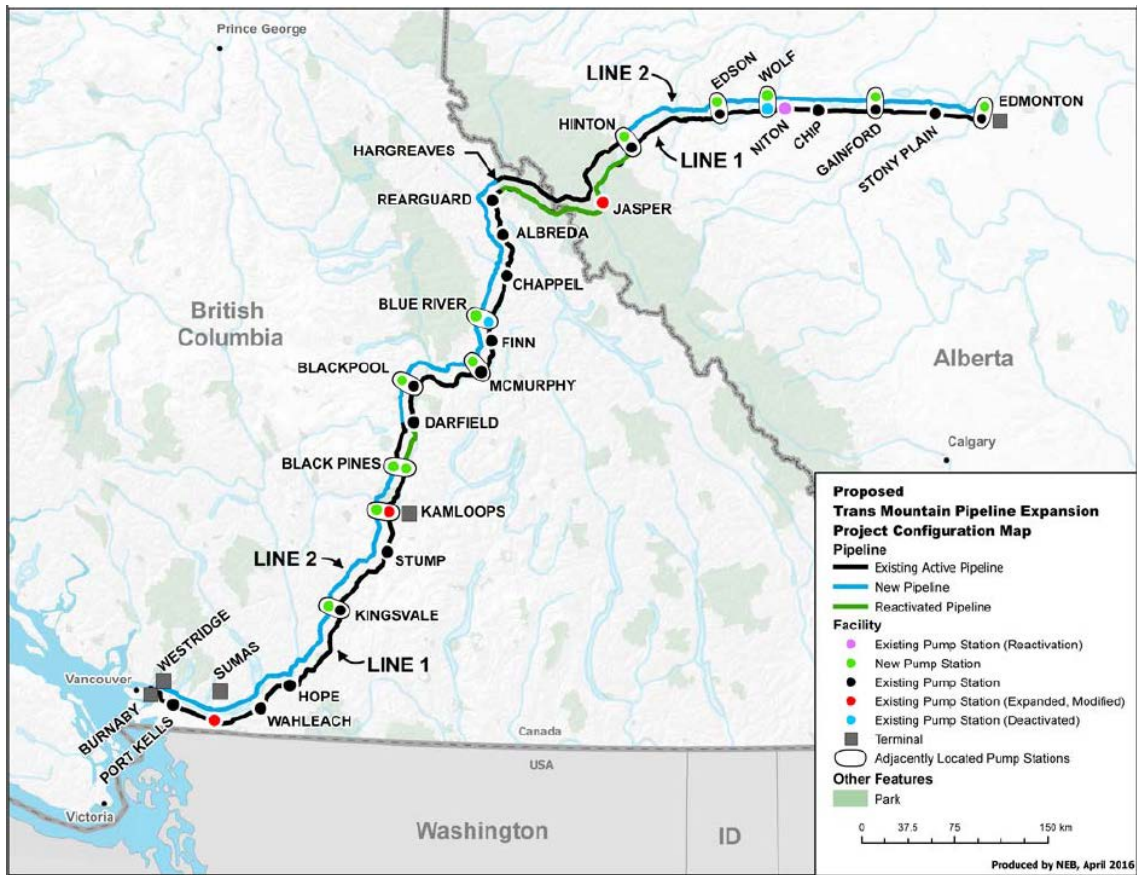 Prince George
EDSON
WOLF
LINE 2
EDMONTON
HINTON
NITON
CHIP
GAINFORD
STONY PLAIN
LINE 1
HARGREAVES
REARGUARD
JASPER
ALBREDA
CHAPPEL
British
Columbia
BLUE RIVER
FINN
Alberta
BLACKPOOL
MCMURPHY
DARFIELD
Calgary
BLACK PINES
KAMLOOPS
LINE 2
STUMP
KINGSVALE
WESTRIDGE
SUMAS
LINE 1
Vancouver
HOPE
BURNABY
WAHLEACH
PORT KELLS
Canada
USA
Victoria
Washington
ID
Proposed
Trans Mountain Pipeline Expansion
Project Configuration Map
Pipeline
Existing Active Pipeline
New Pipeline
Reactivated Pipeline
Facility
Existing Pump Station (Reactivation)
New Pump Station
Existing Pump Station
Existing Pump Station (Expanded, Modified)
Existing Pump Station (Deactivated)
Terminal
Adjacently Located Pump Stations
Other Features
Park
0 37.5 75 150 km
Produced by NEB, April 2016